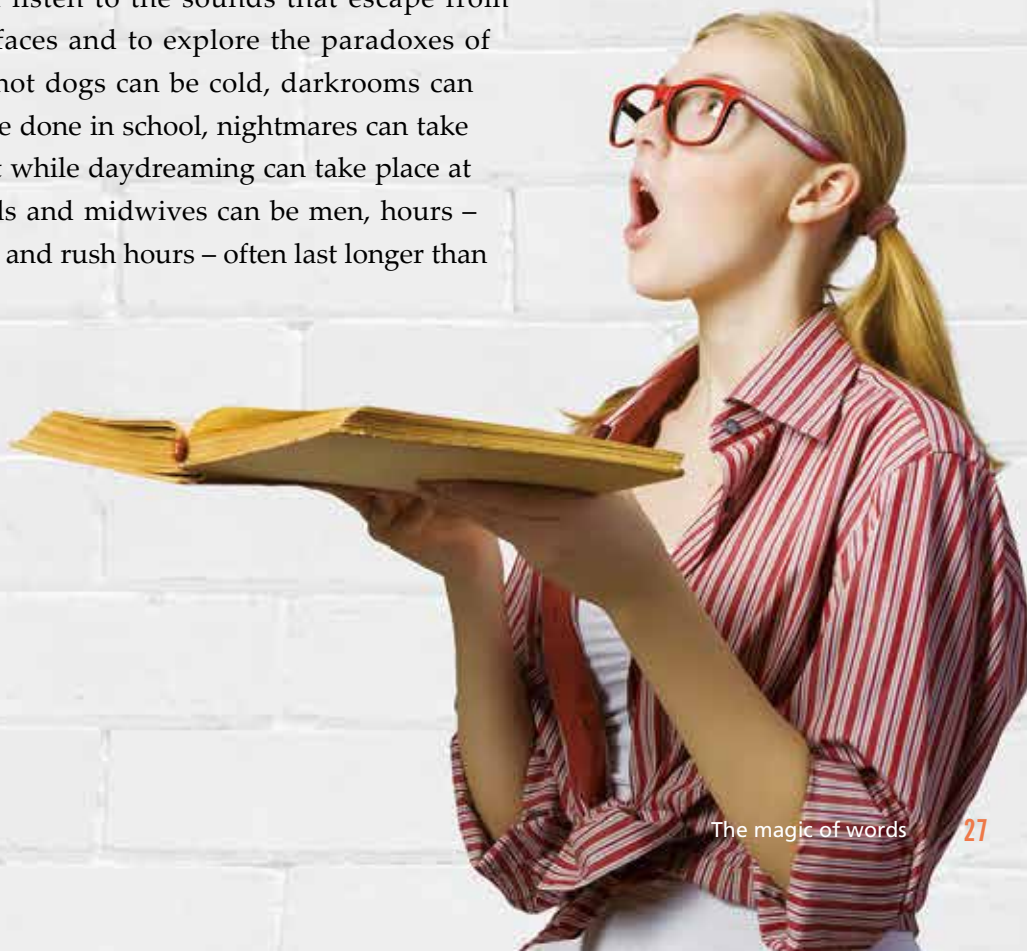 listen to the sounds that escape from
faces and to explore the paradoxes of
hot dogs can be cold, darkrooms can
e done in school, nightmares can take
t while daydreaming can take place at
ls and midwives can be men, hours –
and rush hours – often last longer than
The magic of words 27